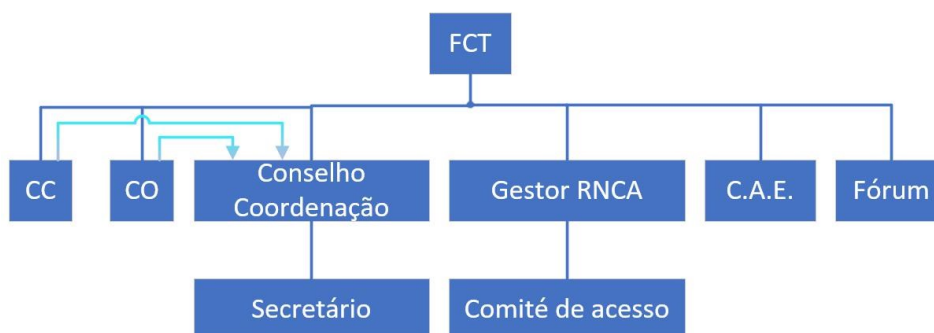 FCT
CC
CO
Conselho
Coordenação
Gestor RNCA
C.A.E.
Fórum
Secretário
Comité de acesso